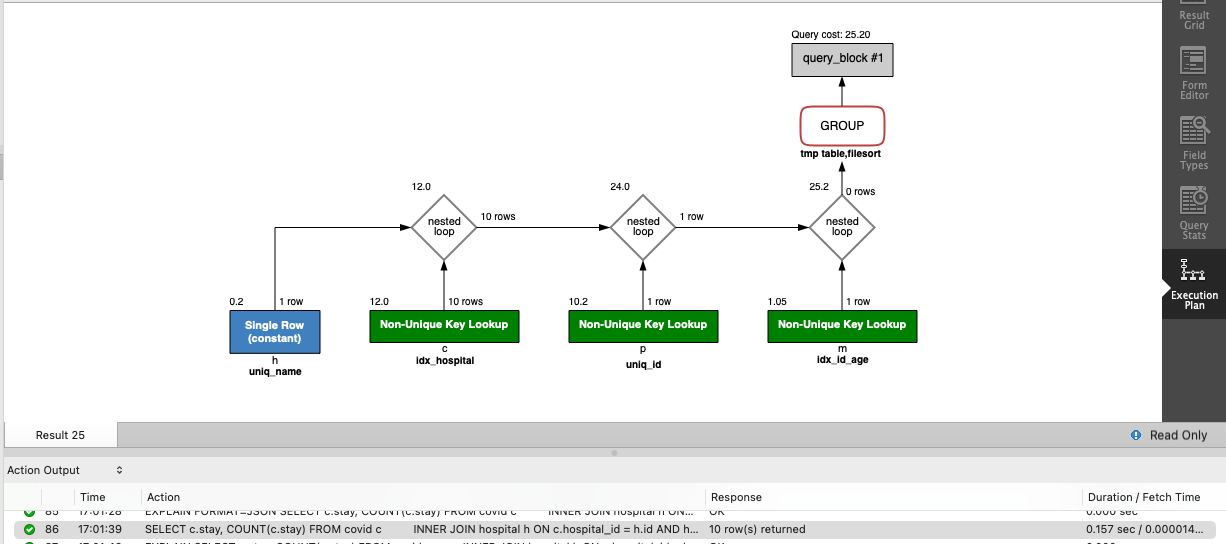 Result
Grid
Query cost: 25.20
query_block #1
Form
Editor
GROUP
tmp table,filesort
Field
Types
12.0
24.0
25.2
0 rows
nested
loop
10 rows
nested
loop
1 row
nested
loop
Query
Stats
0.2
1 row
12.0
10 rows
10.2
1 row
1.05
1 row
Execution
Plan
Single Row
(constant)
Non-Unique Key Lookup
Non-Unique Key Lookup
Non-Unique Key Lookup
h
uniq_name
c
idx_hospital
p
uniq_id
m
idx_id_age
Result 25
Read Only
Action Output
Time Action Response Duration / Fetch Time
85 17:01:28 EXPLAIN FORMAT=JSON SELECT c.stay, COUNT(c.stay) FROM covid c INNER JOIN hospital h ON... OK 0.000 sec
86 17:01:39 SELECT c.stay, COUNT(c.stay) FROM covid c INNER JOIN hospital h ON c.hospital_id = h.id AND h... 10 row(s) returned 0.157 sec / 0.000014...